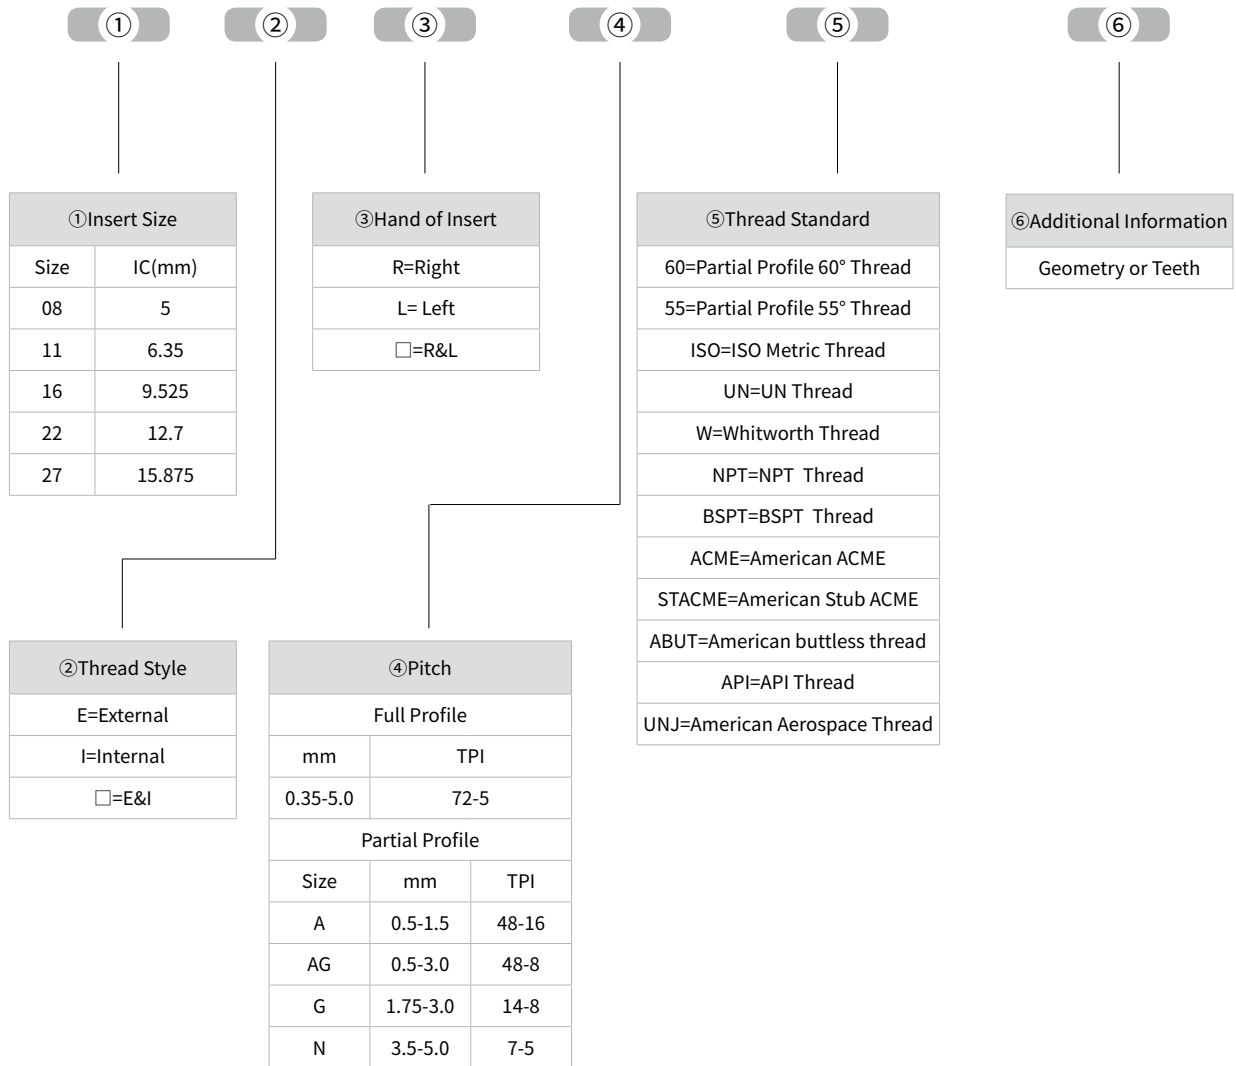 ① ② ③ ④ ⑤ ⑥
①Insert Size
Size IC(mm)
08 5
11 6.35
16 9.525
22 12.7
27 15.875
③Hand of Insert
R=Right
L= Left
□=R&L
⑤Thread Standard
60=Partial Profile 60° Thread
55=Partial Profile 55° Thread
ISO=ISO Metric Thread
UN=UN Thread
W=Whitworth Thread
NPT=NPT Thread
BSPT=BSPT Thread
ACME=American ACME
STACME=American Stub ACME
ABUT=American buttless thread
API=API Thread
UNJ=American Aerospace Thread
⑥Additional Information
Geometry or Teeth
②Thread Style
E=External
I=Internal
□=E&I
④Pitch
Full Profile
mm TPI
0.35-5.0 72-5
Partial Profile
Size mm TPI
A 0.5-1.5 48-16
AG 0.5-3.0 48-8
G 1.75-3.0 14-8
N 3.5-5.0 7-5